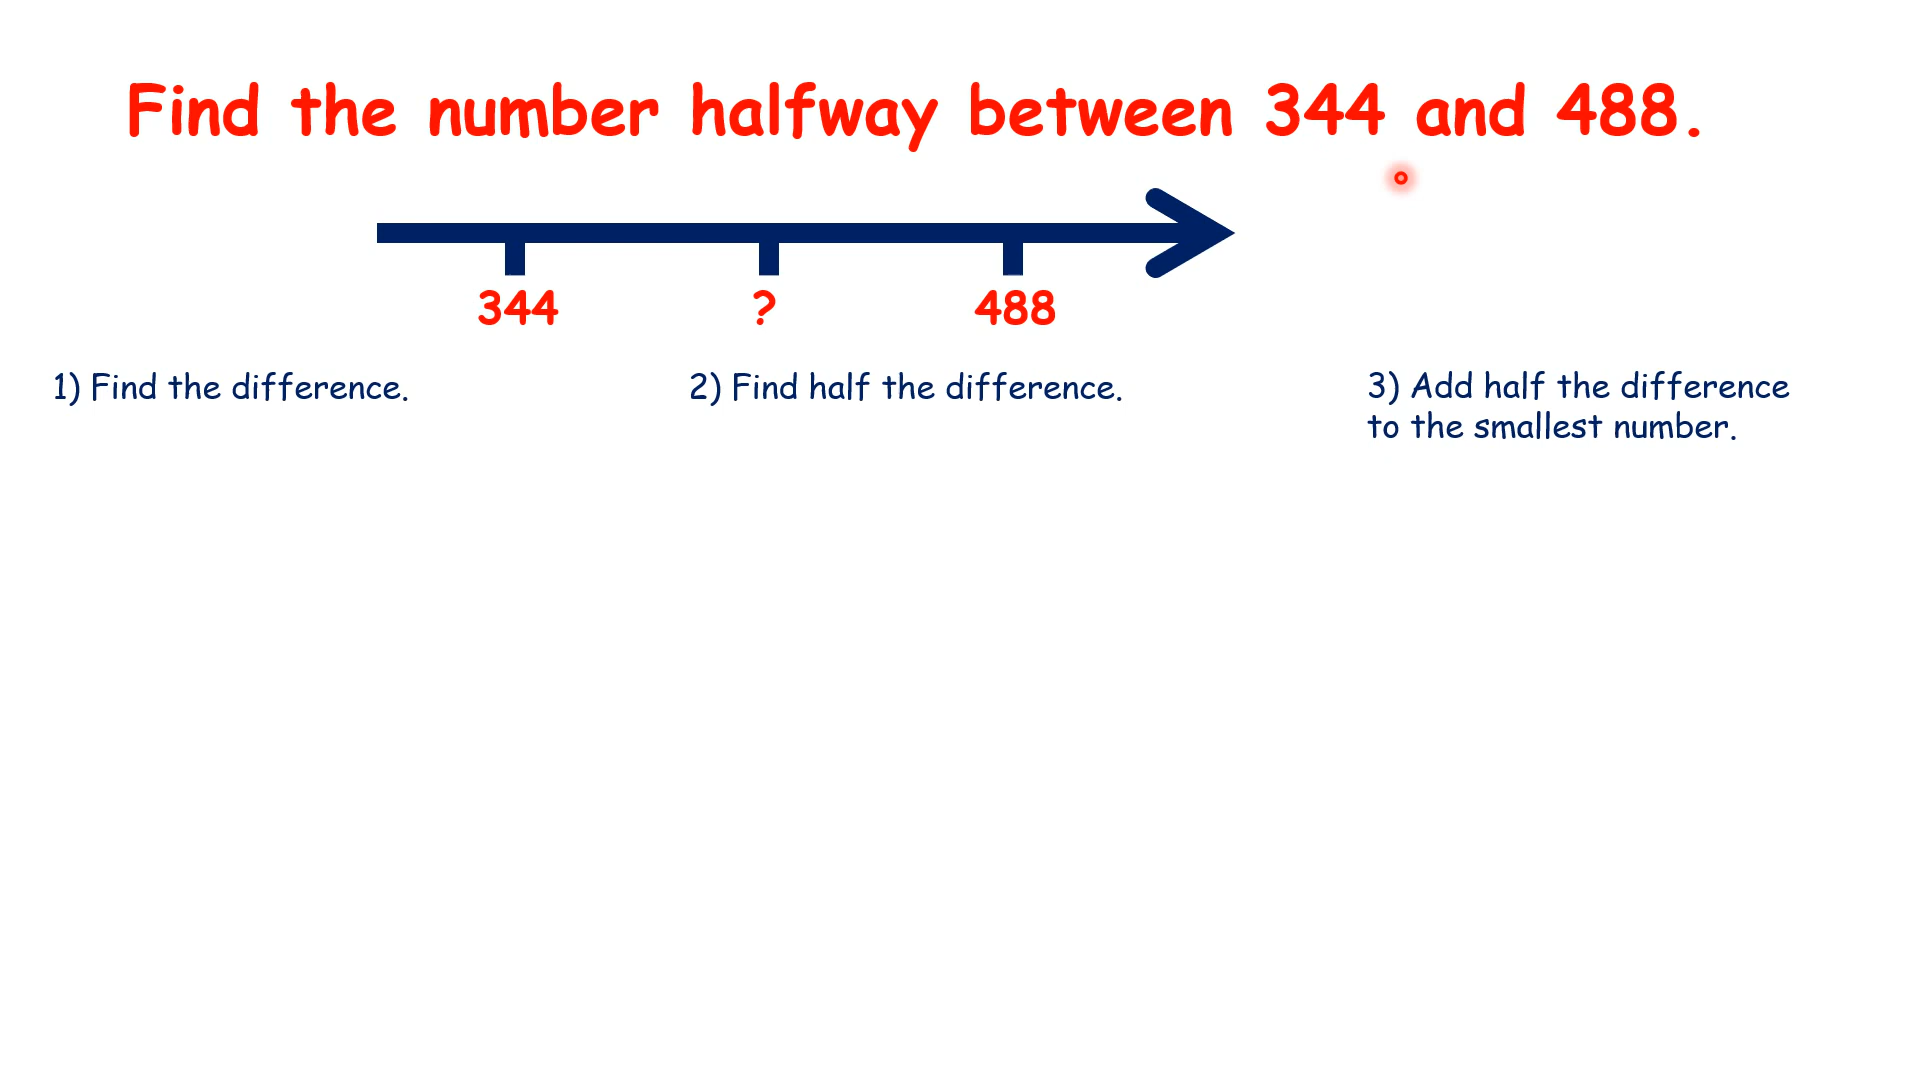 Find the number halfway between 344 and 488.
344 ? 488
1) Find the difference.
2) Find half the difference.
3) Add half the difference
to the smallest number.